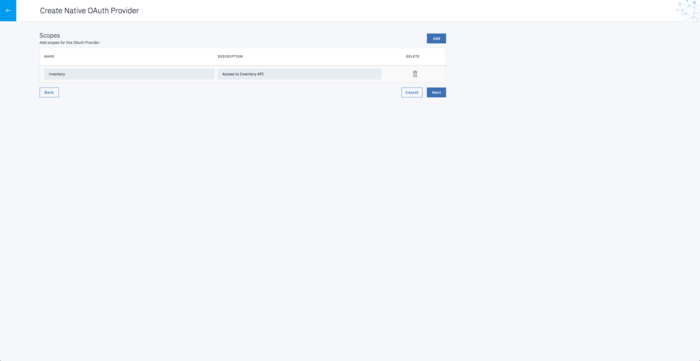 Create Native OAuth Provider
Scopes
Add scopes for this OAuth Provider.
Add
NAME DESCRIPTION DELETE
Inventory Access to Inventory API
Back Cancel Next